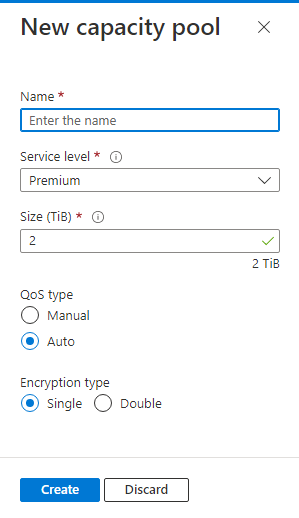 New capacity pool
Name *
Enter the name
Service level *
Premium
Size (TiB) *
2
2 TiB
QoS type
Manual
Auto
Encryption type
Single Double
Create Discard